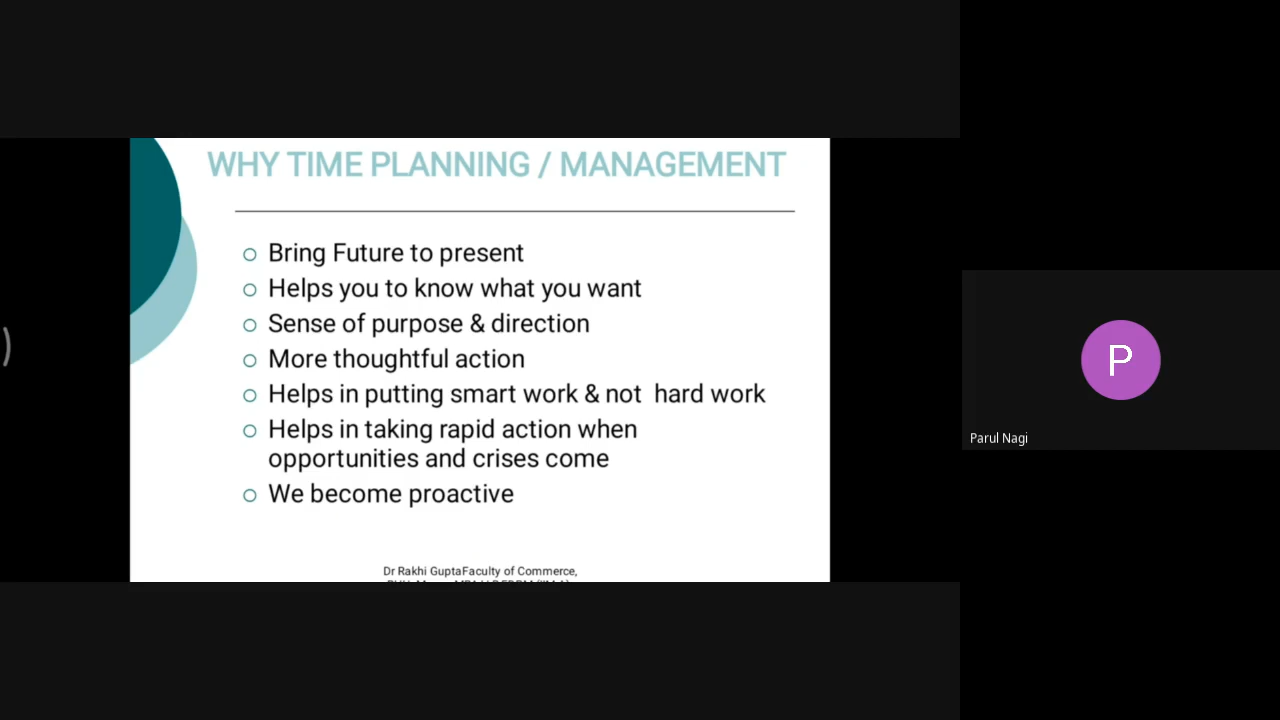 WHY TIME PLANNING / MANAGEMENT
Bring Future to present
Helps you to know what you want
Sense of purpose & direction
More thoughtful action
Helps in putting smart work & not  hard work
Helps in taking rapid action when
opportunities and crises come
We become proactive
Dr Rakhi GuptaFaculty of Commerce,
P
Parul Nagi